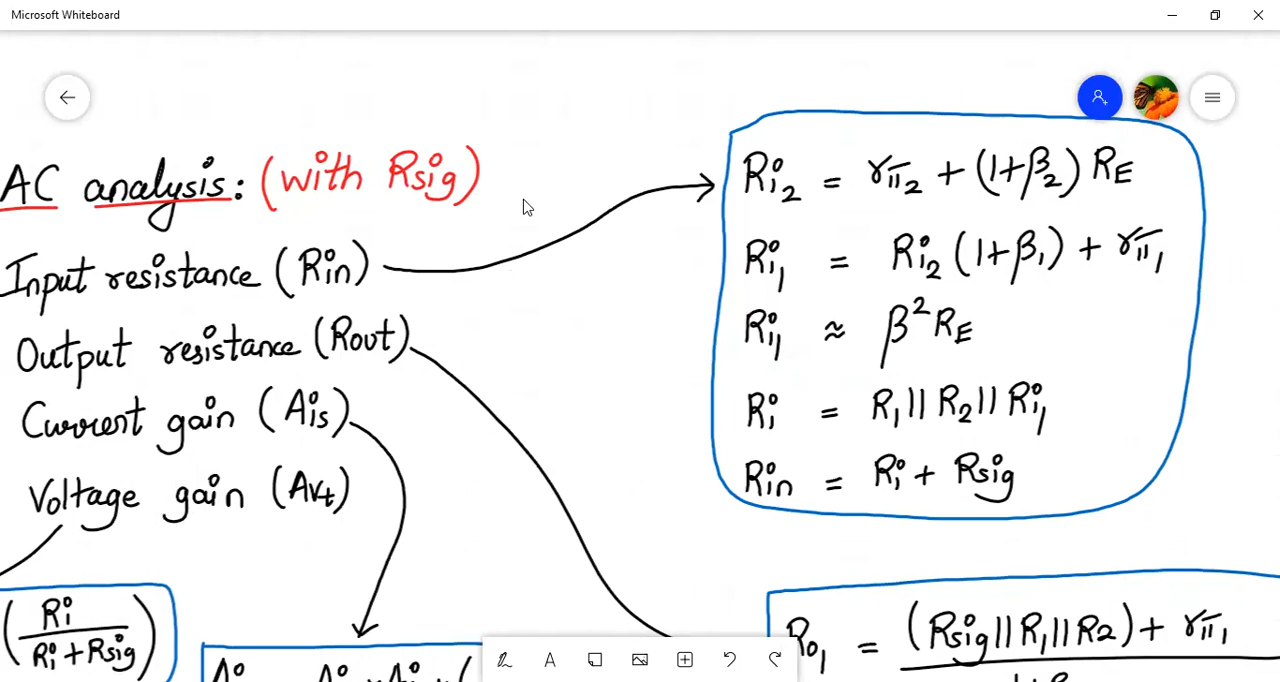 Microsoft Whiteboard
AC analysis: (with Rsig)
Input resistance (Rin)
Output resistance (Rout)
Current gain (Ais)
Voltage gain (Avt)
Ri2 = rπ2 + (1+β2) RE
Ri1 = Ri2 (1+β1) + rπ1
Ri1 ≈ β² RE
Ri = R1 || R2 || Ri1
Rin = Ri + Rsig
(Ri / Ri + Rsig)
Ro1 = (Rsig || R1 || R2) + rπ1